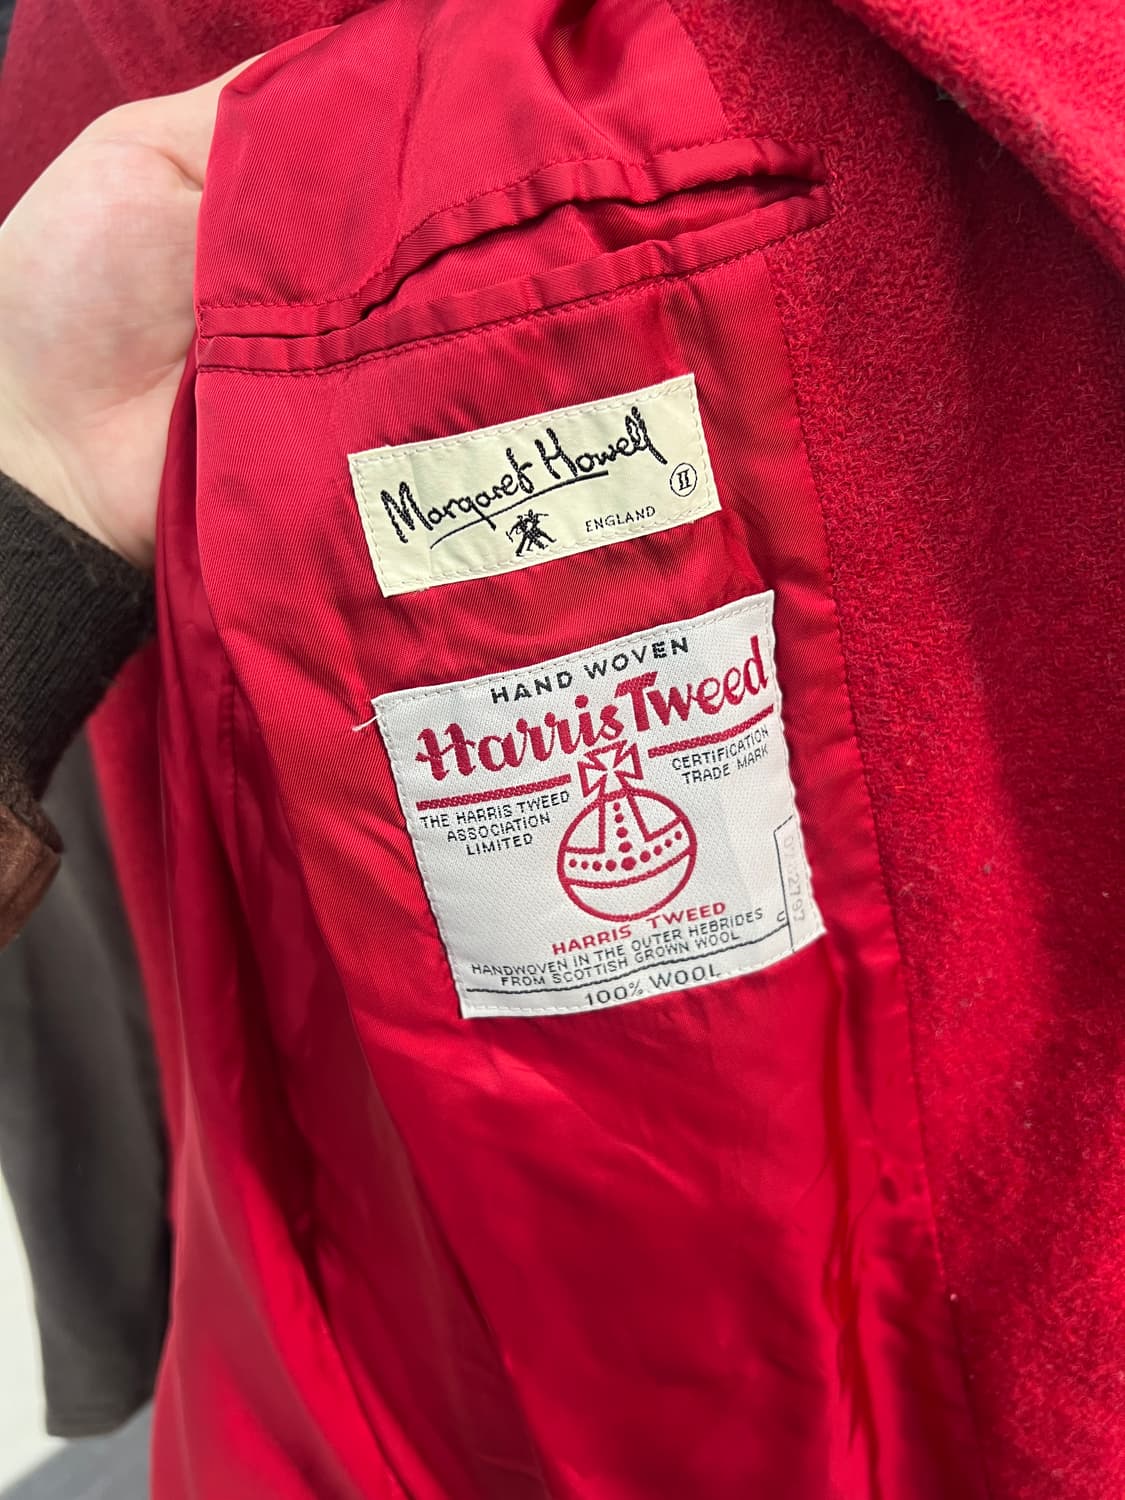 Margaret Howell
II
ENGLAND
HAND WOVEN
Harris Tweed
THE HARRIS TWEED
ASSOCIATION
LIMITED
CERTIFICATION
TRADE MARK
HARRIS TWEED
HANDWOVEN IN THE OUTER HEBRIDES
FROM SCOTTISH GROWN WOOL
100% WOOL